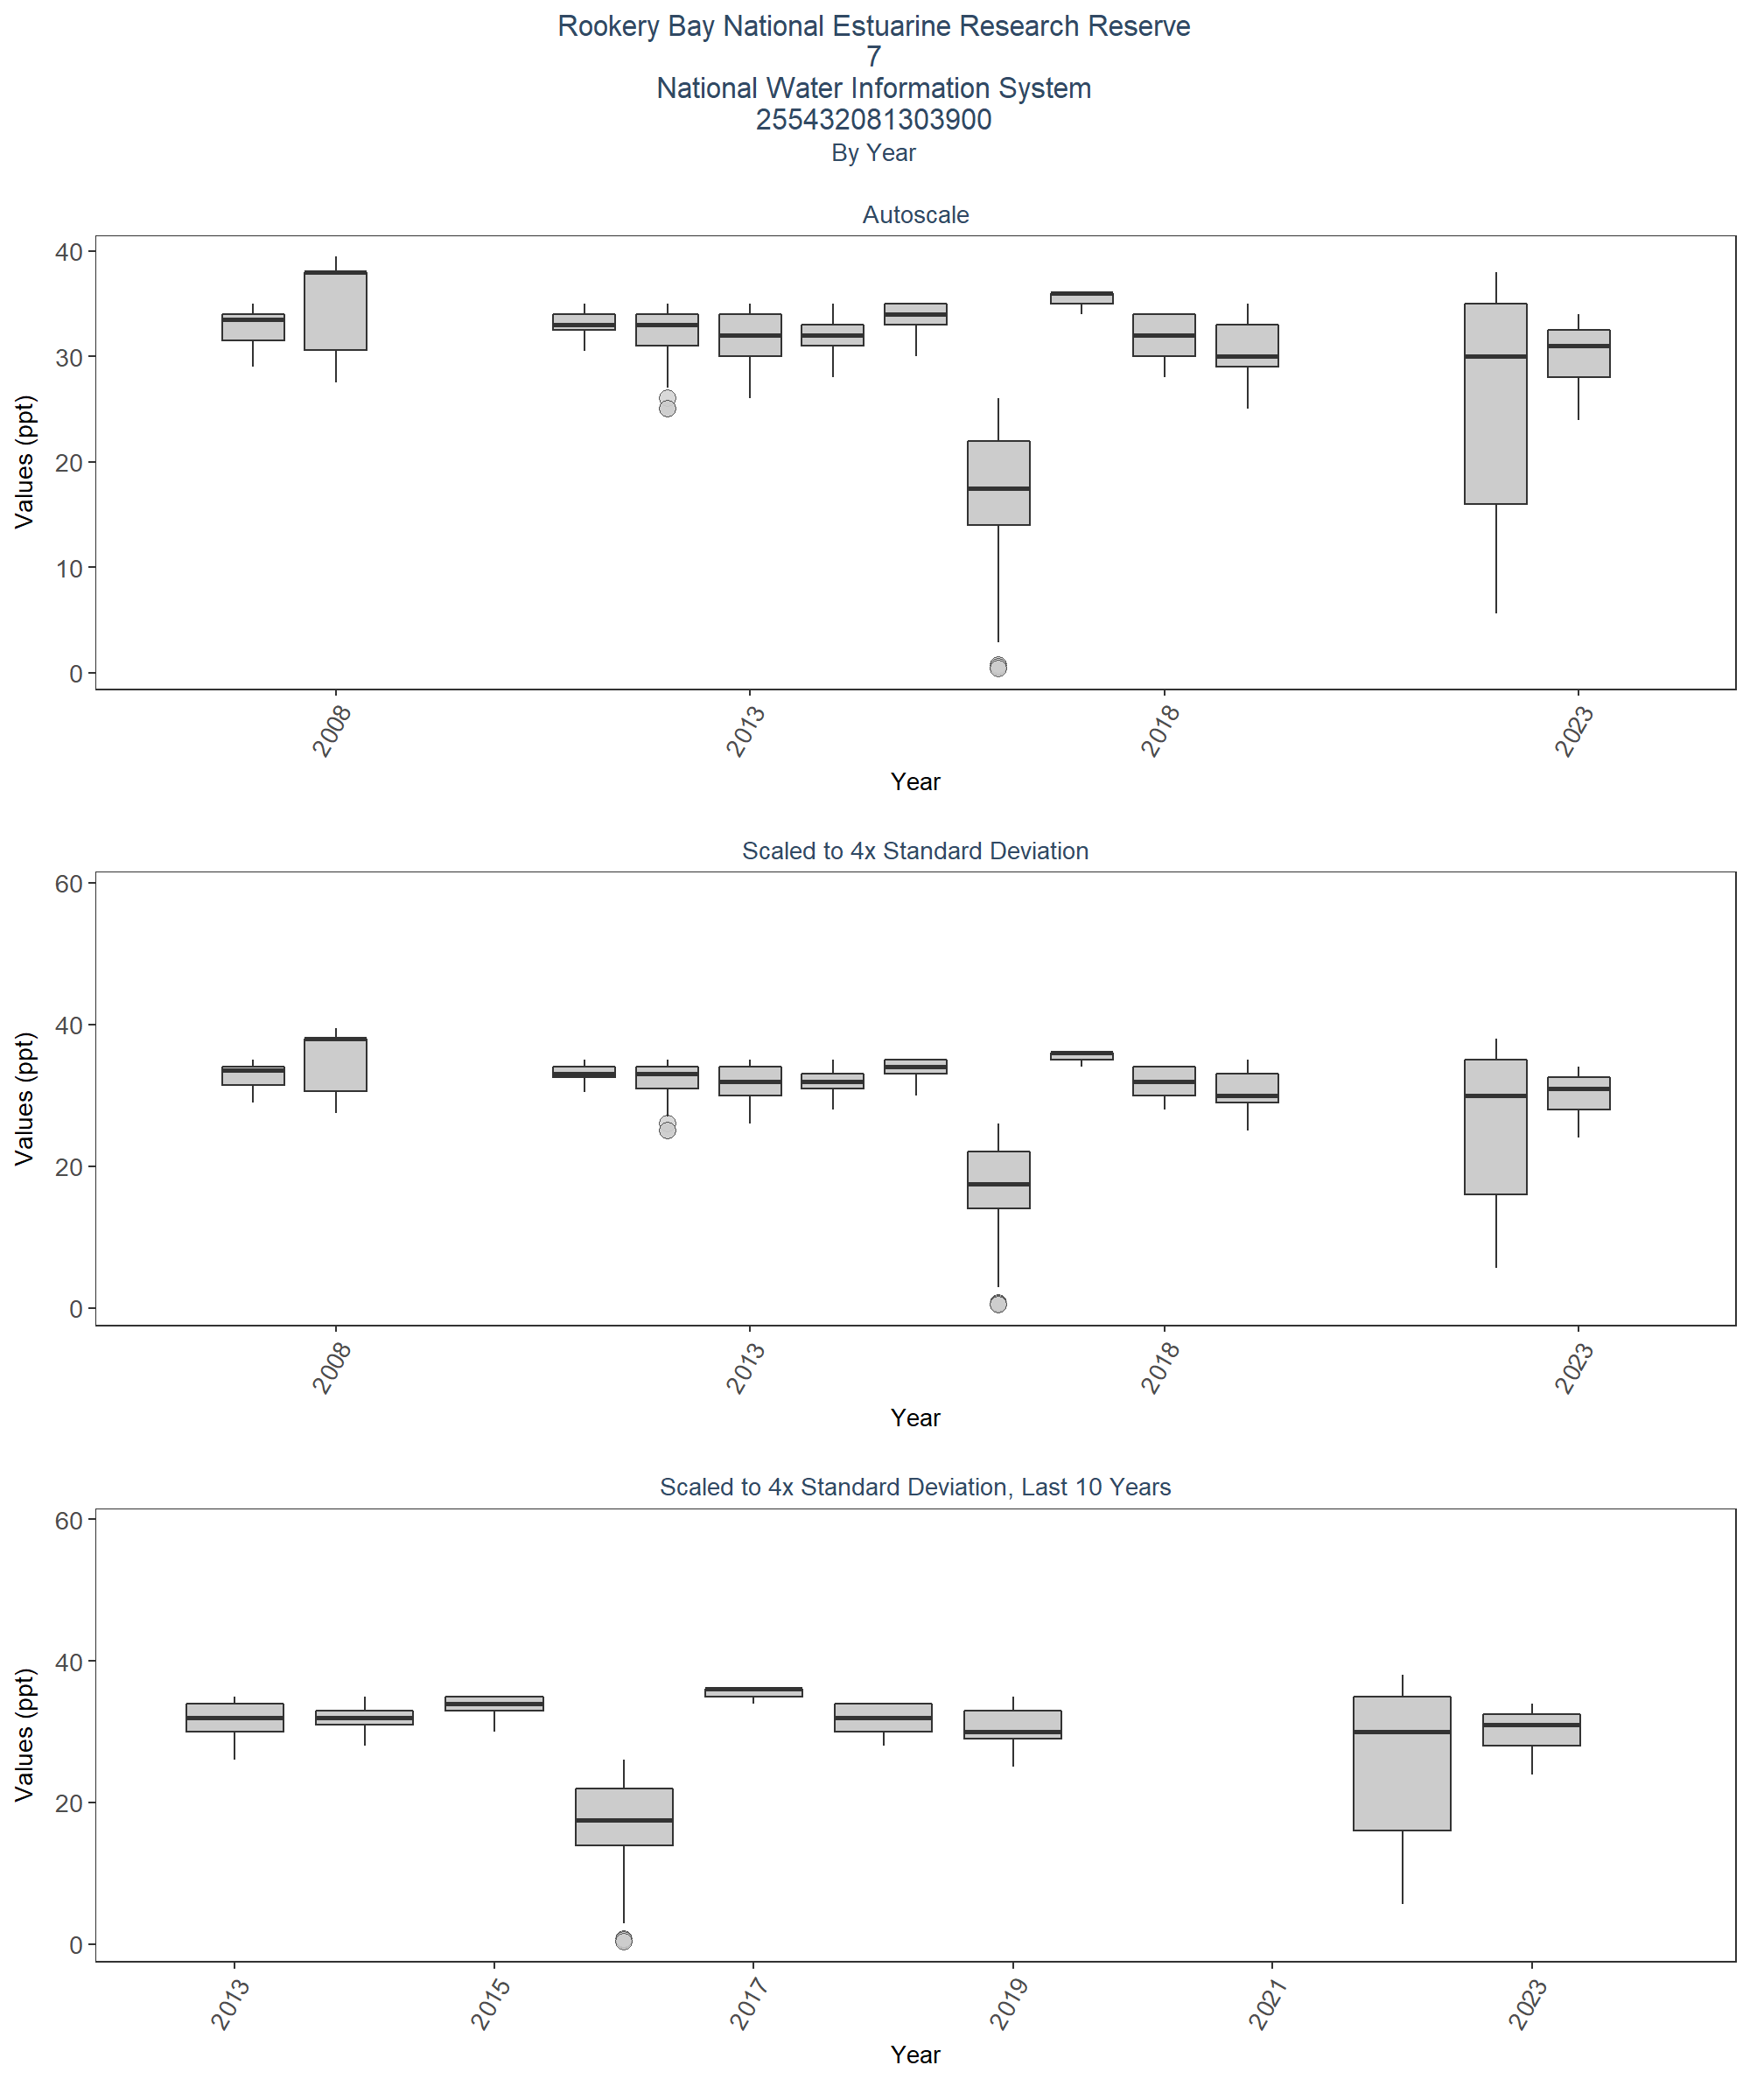 Rookery Bay National Estuarine Research Reserve
7
National Water Information System
255432081303900
By Year
Autoscale
Values (ppt)
40
30
20
10
0
2008
2013
2018
2023
Year
Scaled to 4x Standard Deviation
Values (ppt)
60
40
20
0
2008
2013
2018
2023
Year
Scaled to 4x Standard Deviation, Last 10 Years
Values (ppt)
60
40
20
0
2013
2015
2017
2019
2021
2023
Year